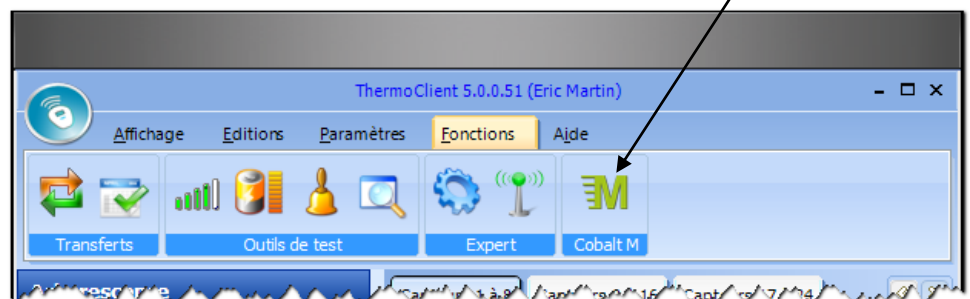 ThermoClient 5.0.0.51 (Eric Martin)
Affichage Editions Paramètres Fonctions Aide
M
Transferts Outils de test Expert Cobalt M